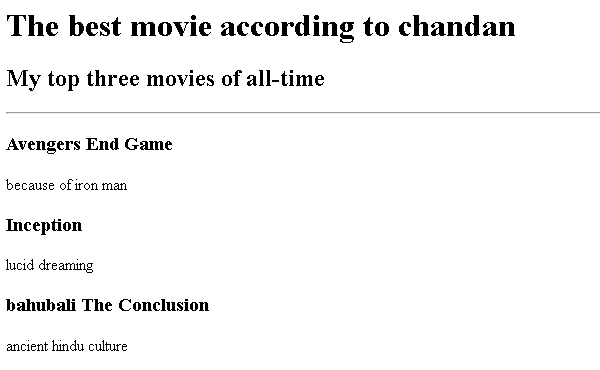 The best movie according to chandan
My top three movies of all-time
Avengers End Game
because of iron man
Inception
lucid dreaming
bahubali The Conclusion
ancient hindu culture